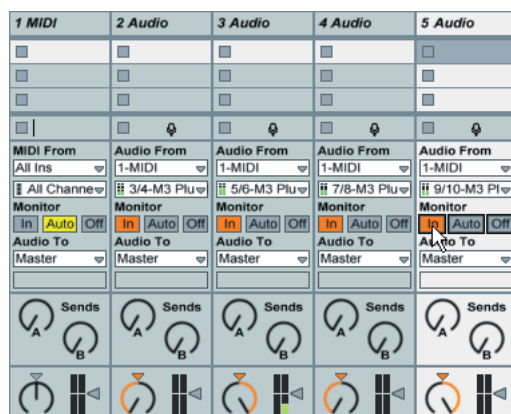 1 MIDI 2 Audio 3 Audio 4 Audio 5 Audio
MIDI From Audio From Audio From Audio From Audio From
All Ins 1-MIDI 1-MIDI 1-MIDI 1-MIDI
All Channe 3/4-M3 Plu 5/6-M3 Plu 7/8-M3 Plu 9/10-M3 Pl
Monitor Monitor Monitor Monitor Monitor
In Auto Off In Auto Off In Auto Off In Auto Off In Auto Off
Audio To Audio To Audio To Audio To Audio To
Master Master Master Master Master
Sends Sends Sends Sends Sends
A B A B A B A B A B